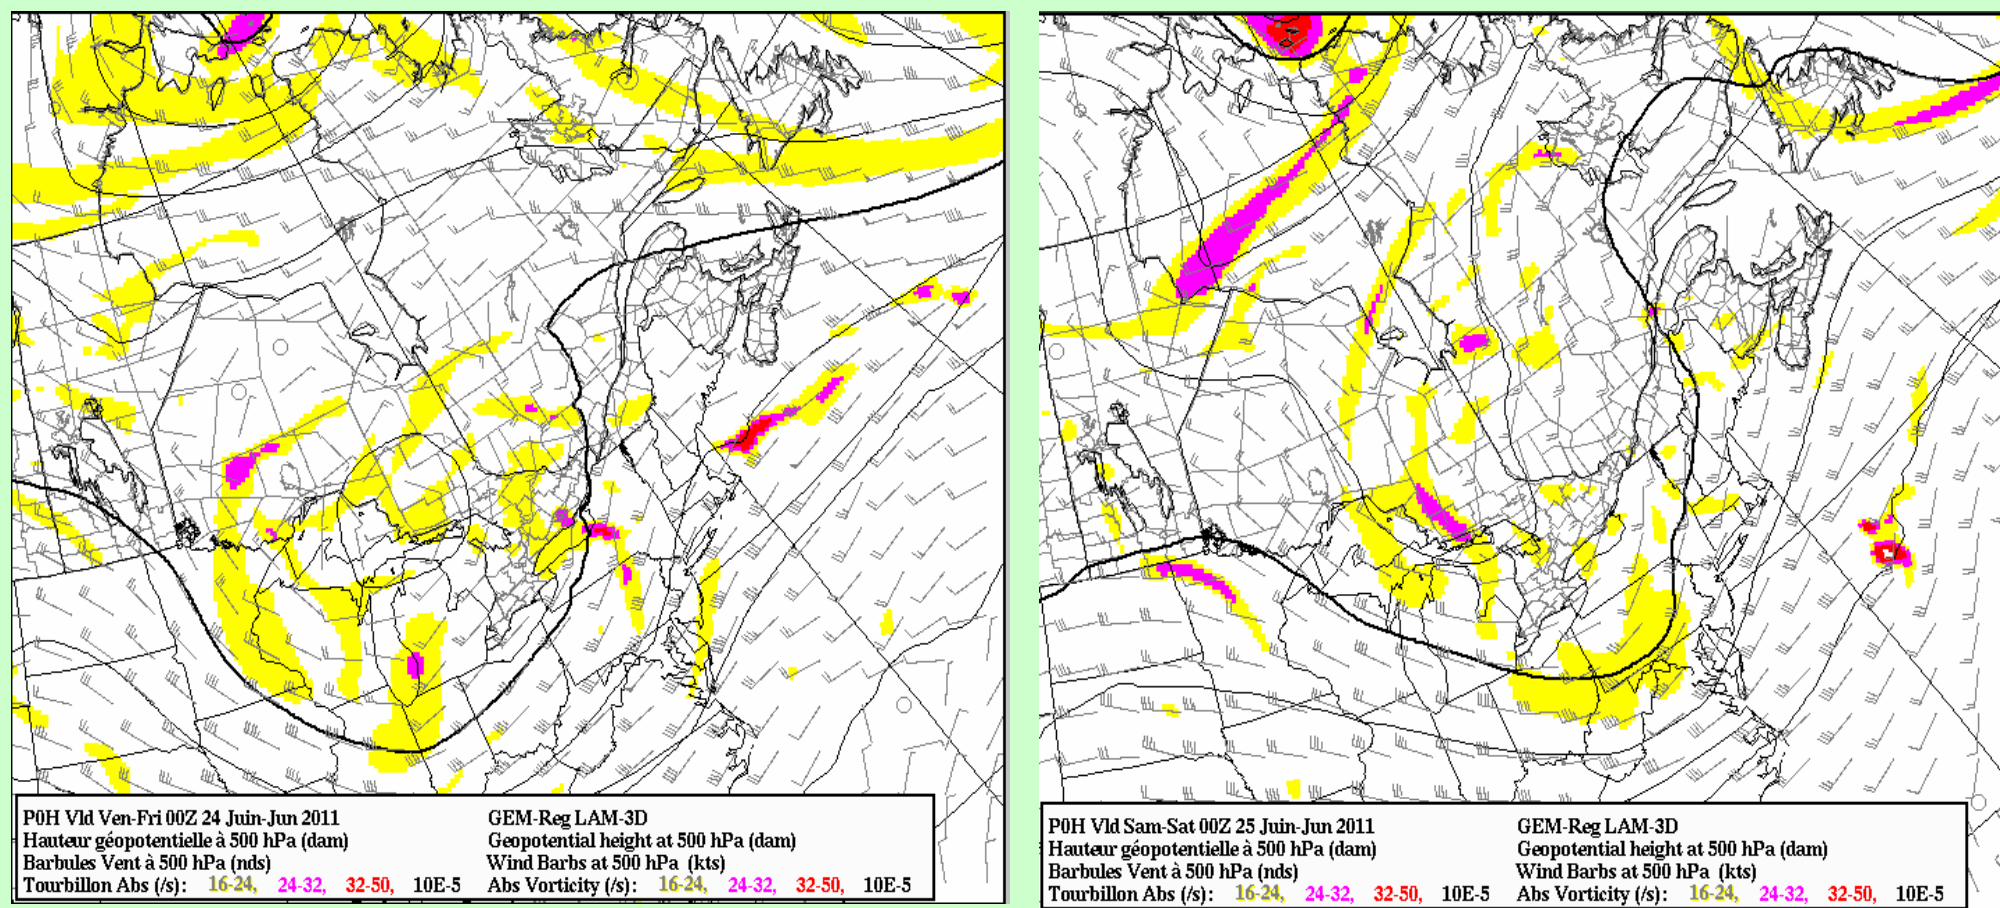 P0H Vld Ven-Fri 00Z 24 Juin-Jun 2011 GEM-Reg LAM-3D
Hauteur géopotentielle à 500 hPa (dam) Geopotential height at 500 hPa (dam)
Barbules Vent à 500 hPa (nds) Wind Barbs at 500 hPa (kts)
Tourbillon Abs (/s): 16-24, 24-32, 32-50, 10E-5 Abs Vorticity (/s): 16-24, 24-32, 32-50, 10E-5
P0H Vld Sam-Sat 00Z 25 Juin-Jun 2011 GEM-Reg LAM-3D
Hauteur géopotentielle à 500 hPa (dam) Geopotential height at 500 hPa (dam)
Barbules Vent à 500 hPa (nds) Wind Barbs at 500 hPa (kts)
Tourbillon Abs (/s): 16-24, 24-32, 32-50, 10E-5 Abs Vorticity (/s): 16-24, 24-32, 32-50, 10E-5